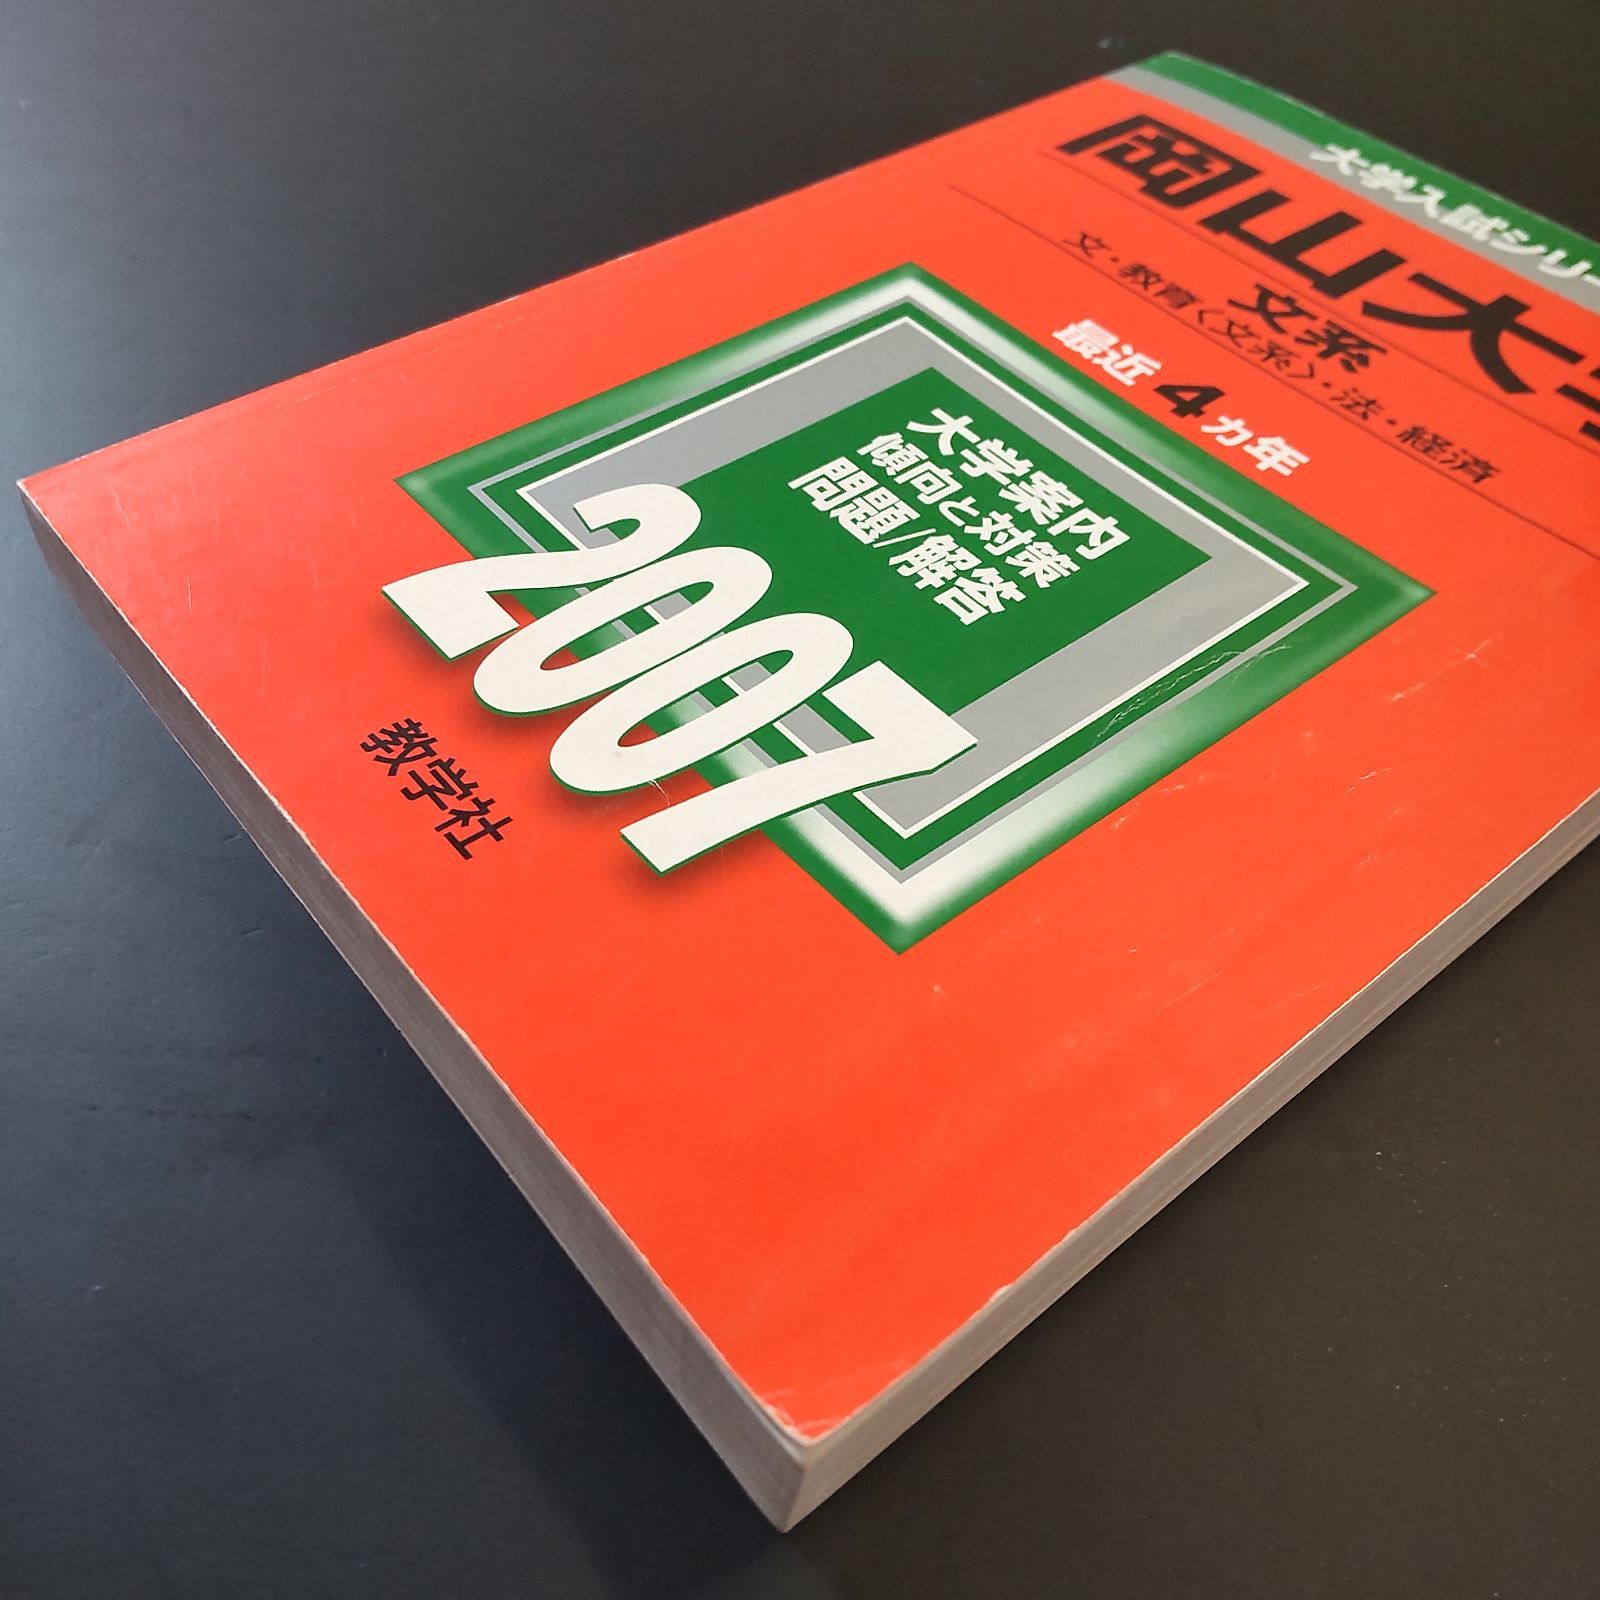 大学入試シリー
岡山大学
文系
文・教育〈文系〉・法・経済
最近4ヵ年
大学案内
傾向と対策
問題/解答
2007
教学社